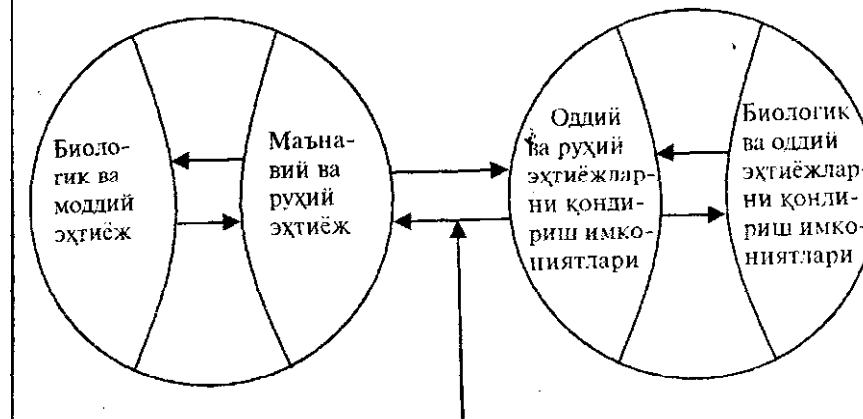 Биоло-
гик ва
моддий
эҳтиёж
Маъна-
вий ва
руҳий
эҳтиёж
Оддий
ва руҳий
эҳтиёжлар-
ни қонди-
риш имко-
ниятлари
Биологик
ва оддий
эҳтиёжлар-
ни қонли-
риш имко-
ниятлари